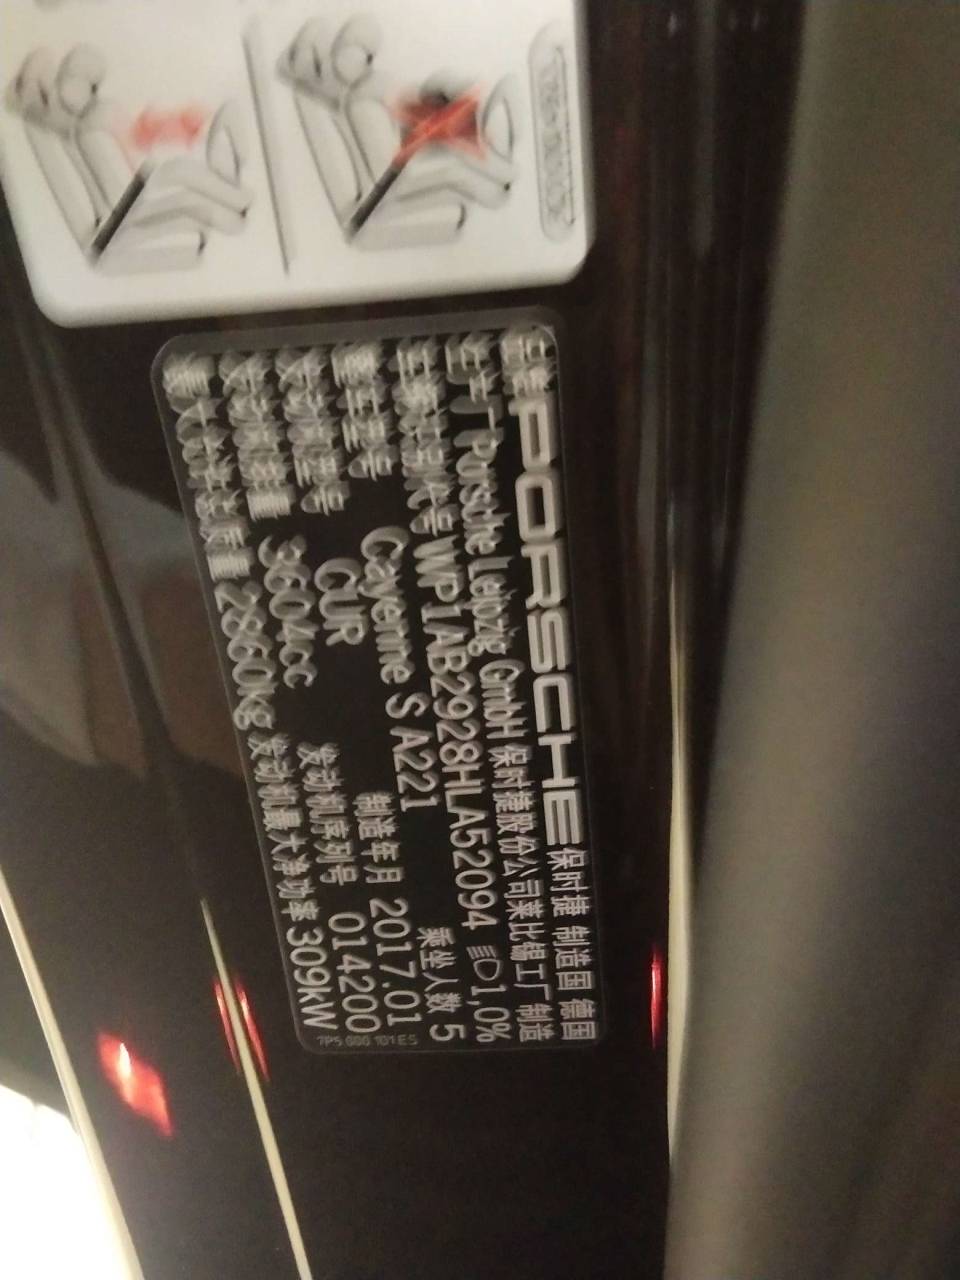 品牌 PORSCHE 保时捷 制造国 德国
生产厂 Porsche Leipzig GmbH 保时捷股份公司莱比锡工厂 制造
车辆识别代号 WP1AB2928HLA52094 1,0%
乘坐人数 5
整车型号 Cayenne S A221 制造年月 2017.01
发动机型号 CUR 发动机序列号 014200
发动机排量 3604cc 发动机最大净功率 309kW
最大允许总质量 2860kg